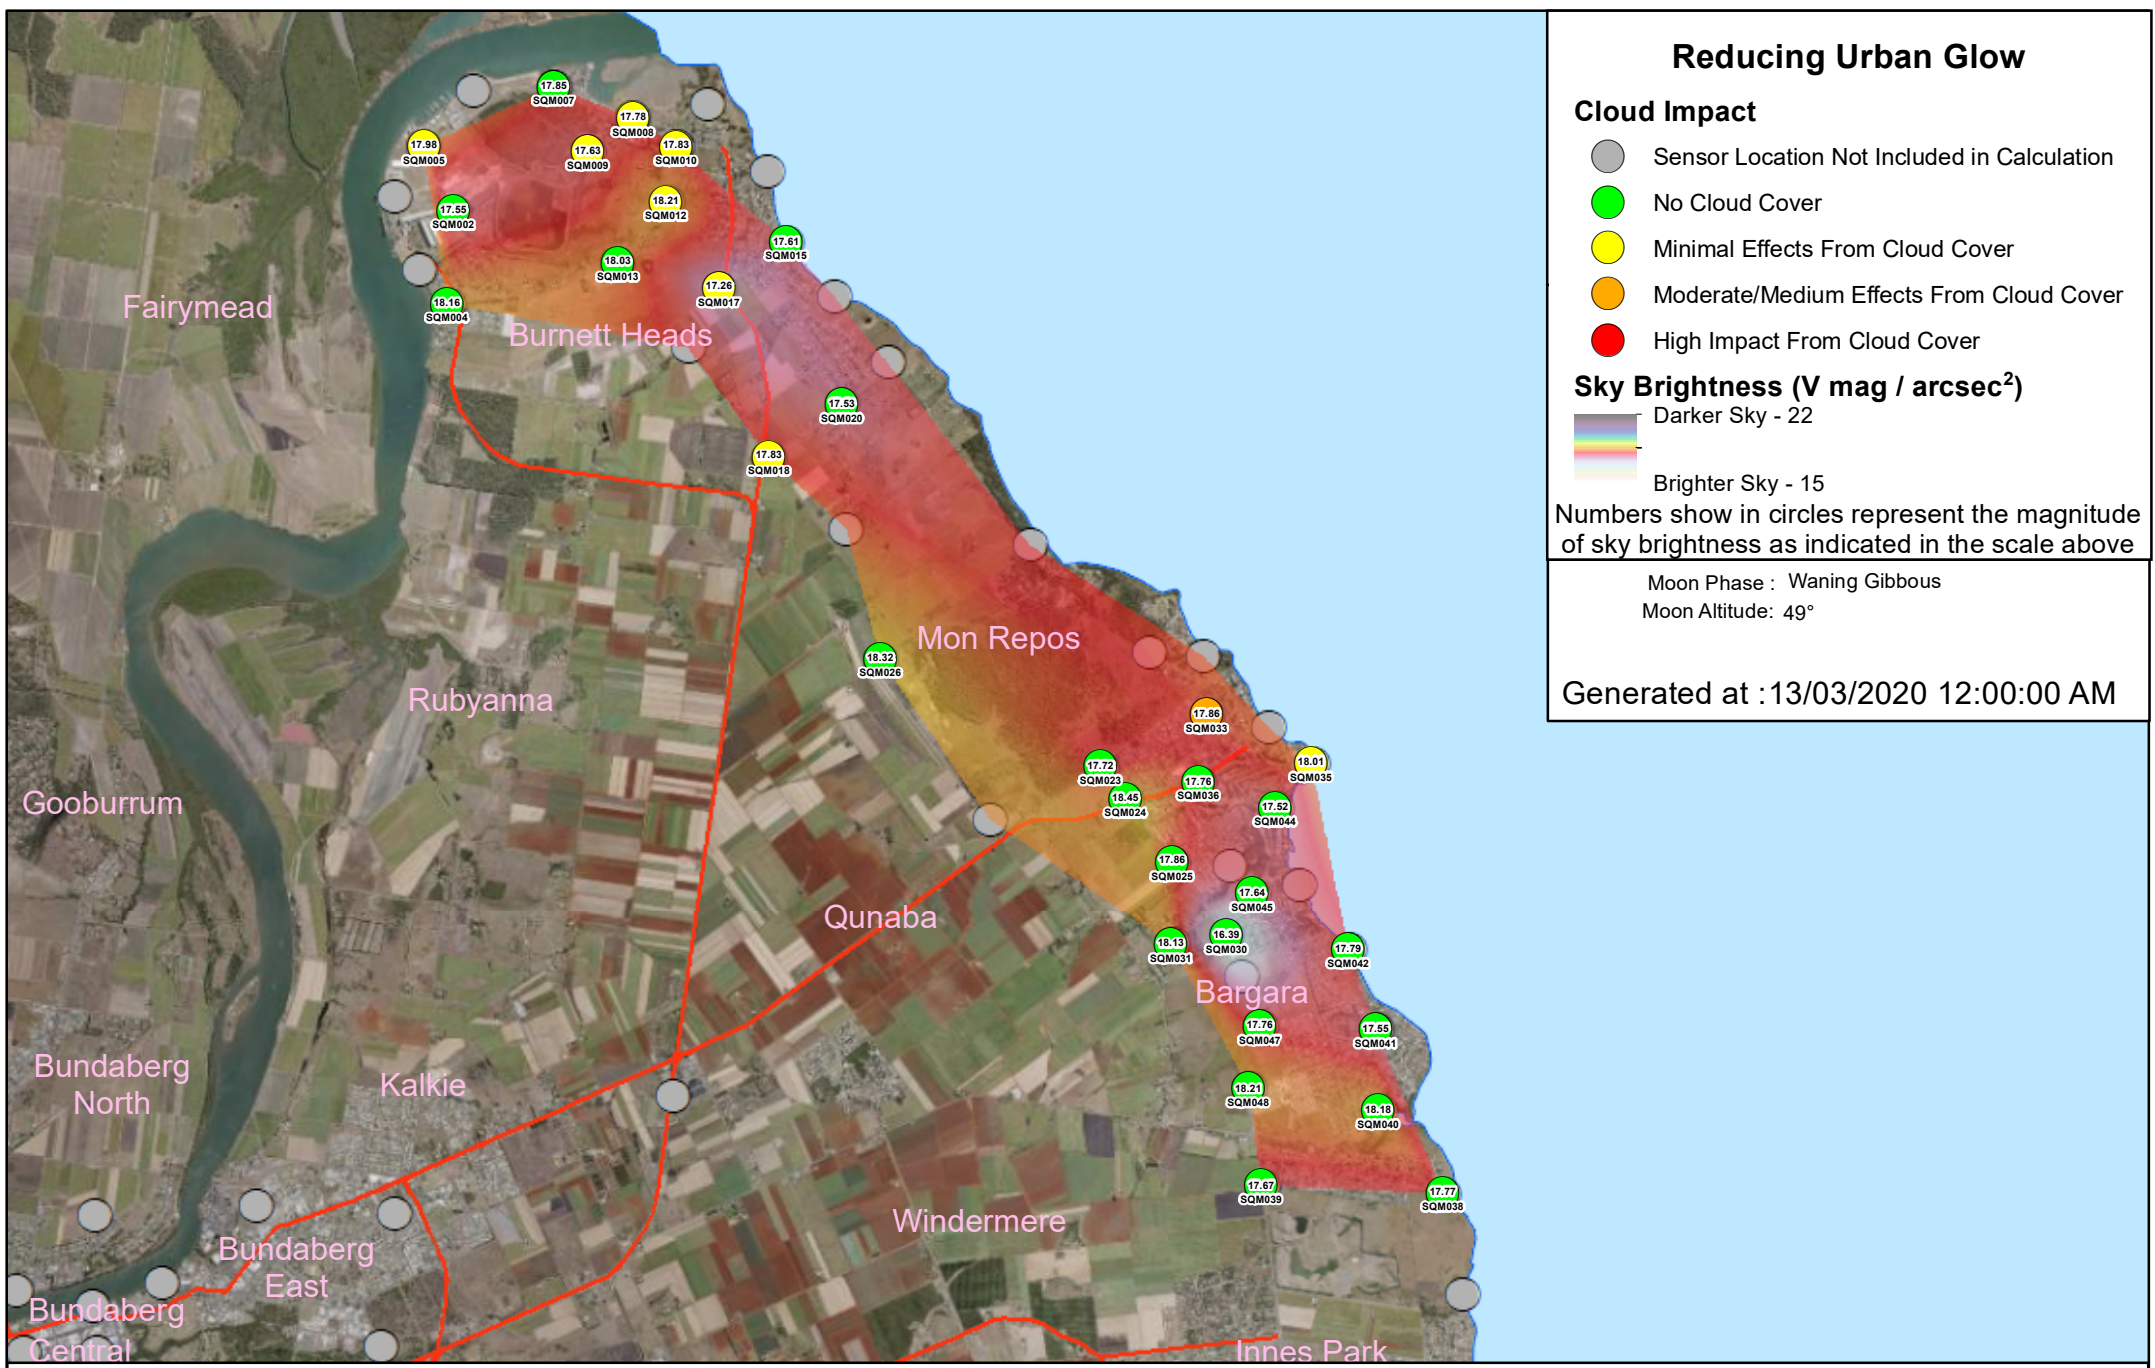 Reducing Urban Glow
Cloud Impact
Sensor Location Not Included in Calculation
No Cloud Cover
Minimal Effects From Cloud Cover
Moderate/Medium Effects From Cloud Cover
High Impact From Cloud Cover
Sky Brightness (V mag / arcsec²)
Darker Sky - 22
Brighter Sky - 15
Numbers show in circles represent the magnitude
of sky brightness as indicated in the scale above
Moon Phase : Waning Gibbous
Moon Altitude: 49°
Generated at :13/03/2020 12:00:00 AM
17.85
SQM007
17.78
SQM008
17.98
SQM005
17.63
SQM009
17.83
SQM010
17.55
SQM002
18.21
SQM012
17.61
SQM015
18.03
SQM013
17.26
SQM017
18.16
SQM004
Fairymead
Burnett Heads
17.53
SQM020
17.83
SQM018
Mon Repos
18.32
SQM026
Rubyanna
17.86
SQM033
17.72
SQM023
18.01
SQM035
17.76
SQM036
18.45
SQM024
17.52
SQM044
Gooburrum
17.86
SQM025
17.64
SQM045
Qunaba
16.39
SQM030
18.13
SQM031
17.79
SQM042
Bargara
17.76
SQM047
17.55
SQM041
Bundaberg
North
Kalkie
18.21
SQM048
18.18
SQM040
17.67
SQM039
17.77
SQM038
Windermere
Bundaberg
East
Bundaberg
Central
Innes Park